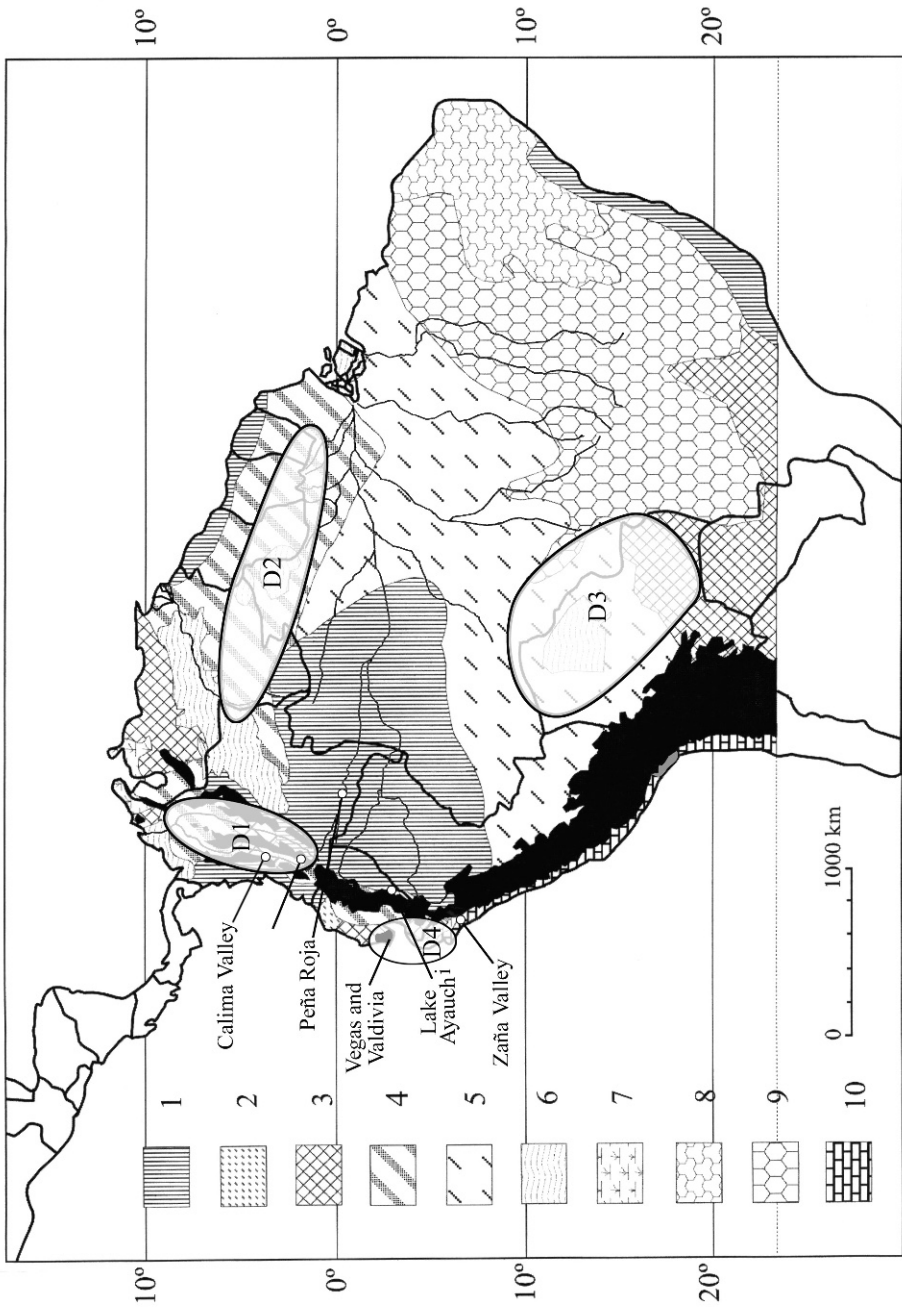 10º
0º
10º
20º
10º
0º
10º
20º
D1
D2
D3
D4
Calima Valley
Peña Roja
Vegas and
Valdivia
Lake
Ayauchⁱ
Zaña Valley
1
2
3
4
5
6
7
8
9
10
0
1000 km